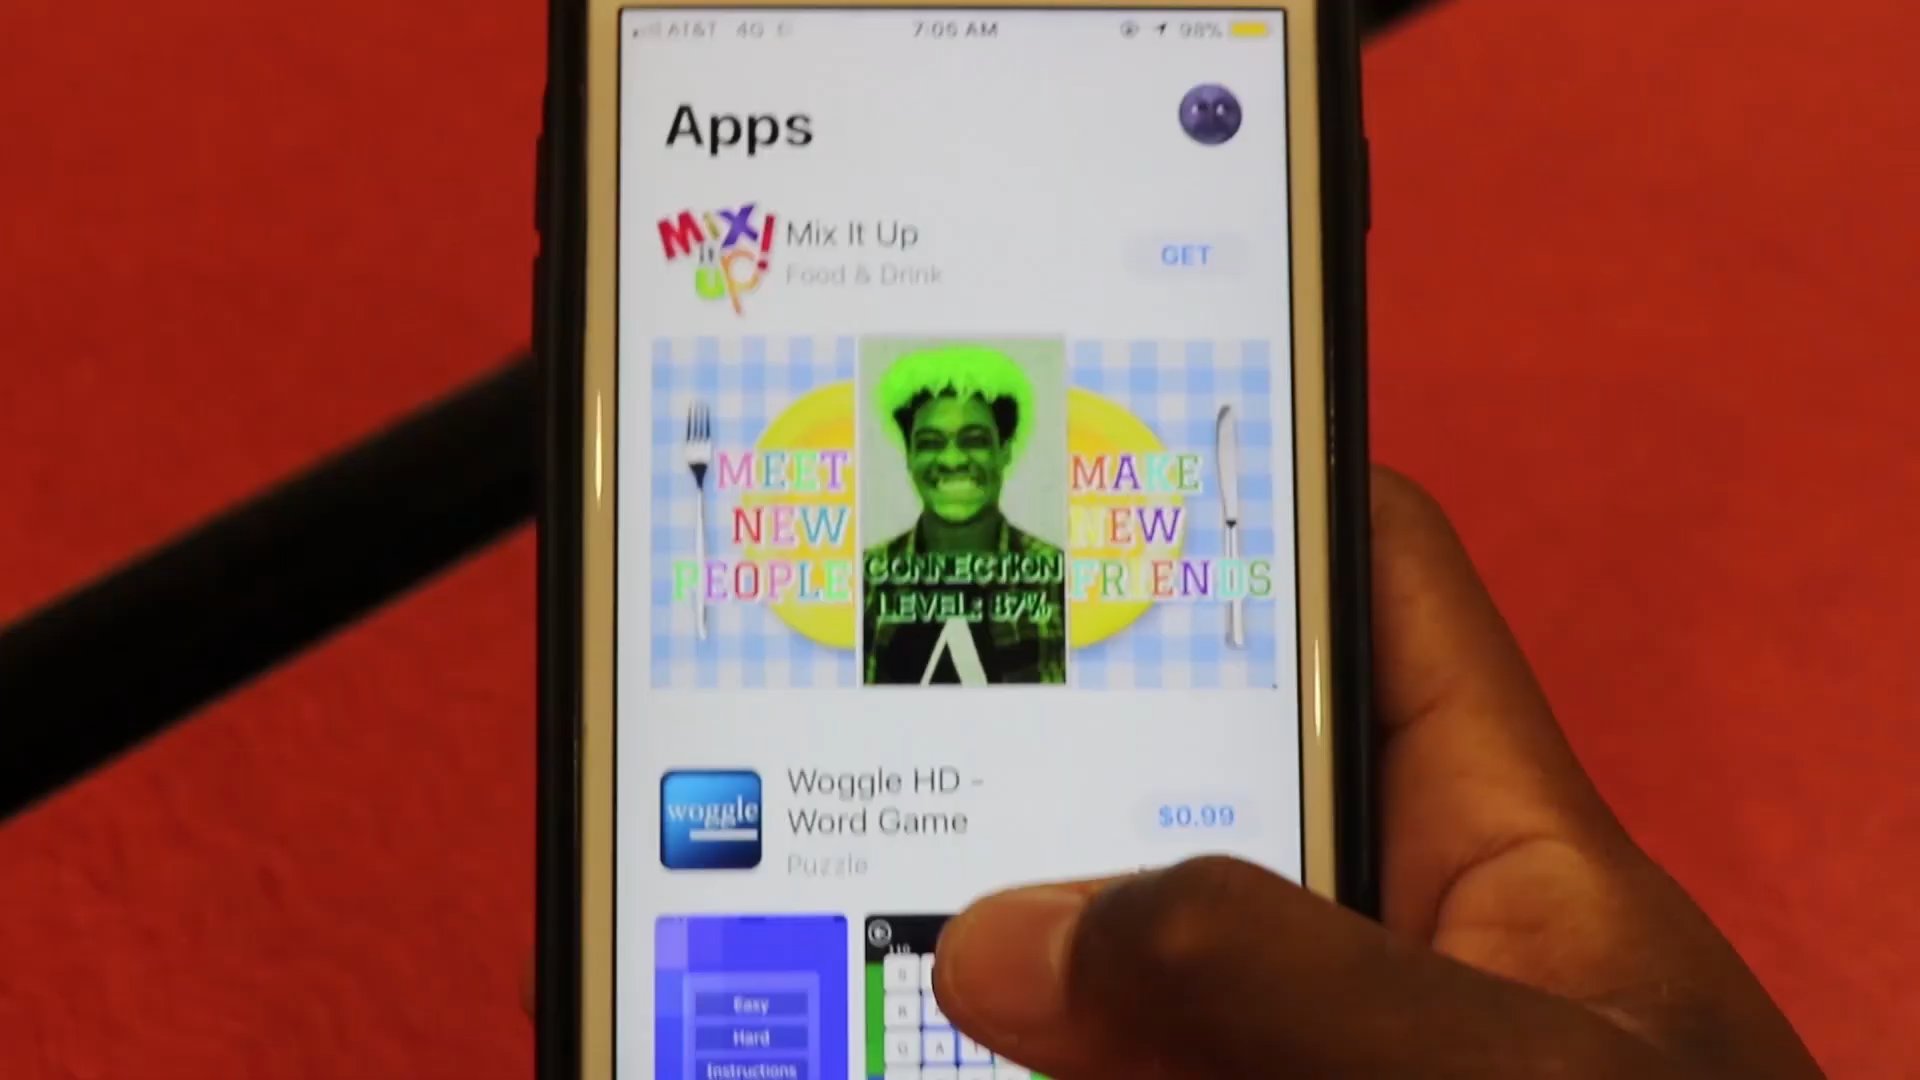 AT&T 4G
7:05 AM
98%
Apps
MiX iT up!
Mix It Up
Food & Drink
GET
MEET
NEW
PEOPLE
CONNECTION
LEVEL: 87%
MAKE
NEW
FRIENDS
woggle
Woggle HD -
Word Game
Puzzle
$0.99
Easy
Hard
Instructions